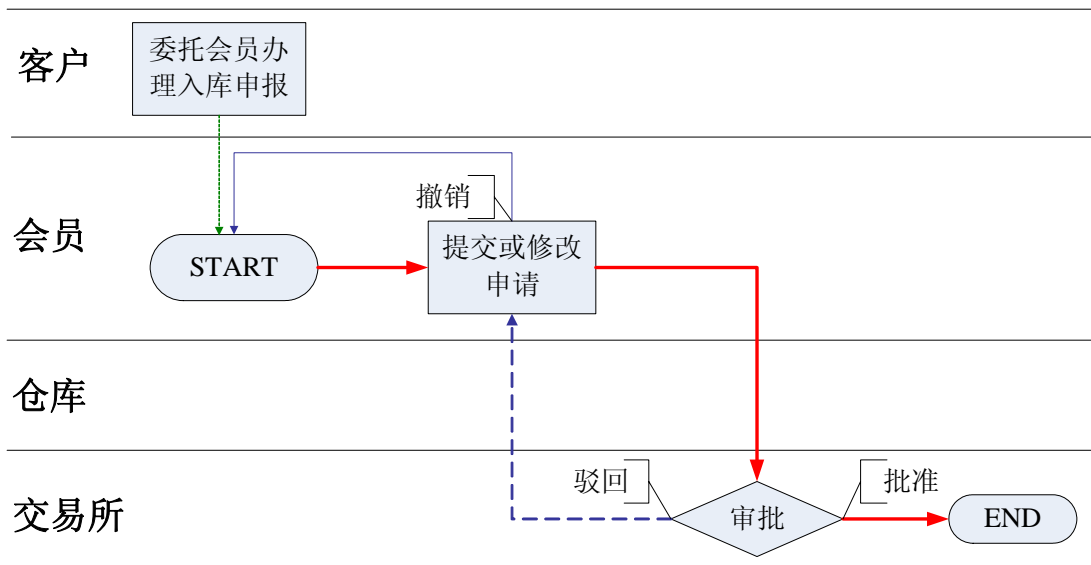 客户
委托会员办
理入库申报
会员
撤销
START
提交或修改
申请
仓库
交易所
驳回
审批
批准
END